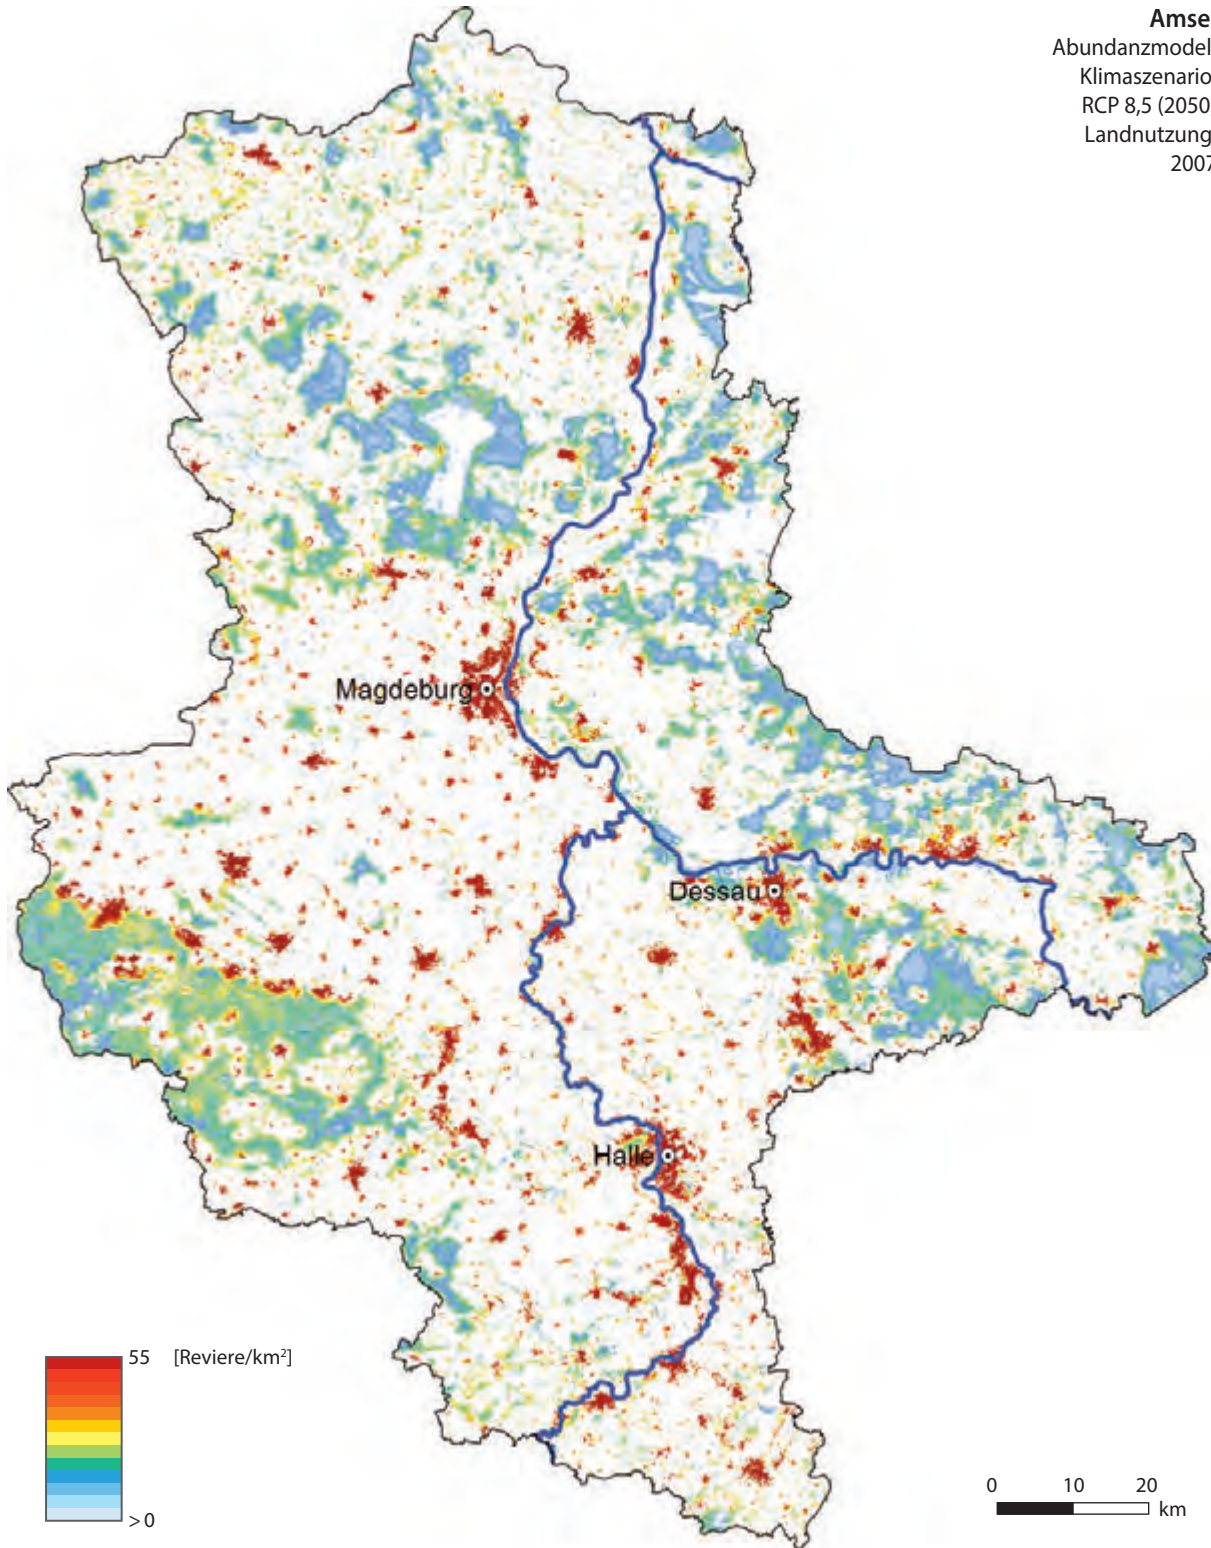 Amse
Abundanzmodel
Klimaszenario
RCP 8,5 (2050
Landnutzung
2007
Magdeburg
Dessau
Halle
55 [Reviere/km²]
> 0
0 10 20
km